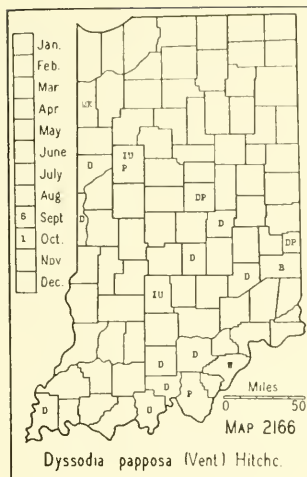 Jan.
Feb.
Mar
Apr
May
June
July
Aug.
6 Sept
1 Oct.
Nov
Dec.
UK
D
IU
P
D
DP
D
D
DP
D
B
IU
D
D
W
D
P
D
O
Miles
0 50
MAP 2166
Dyssodia papposa (Vent) Hitchc.